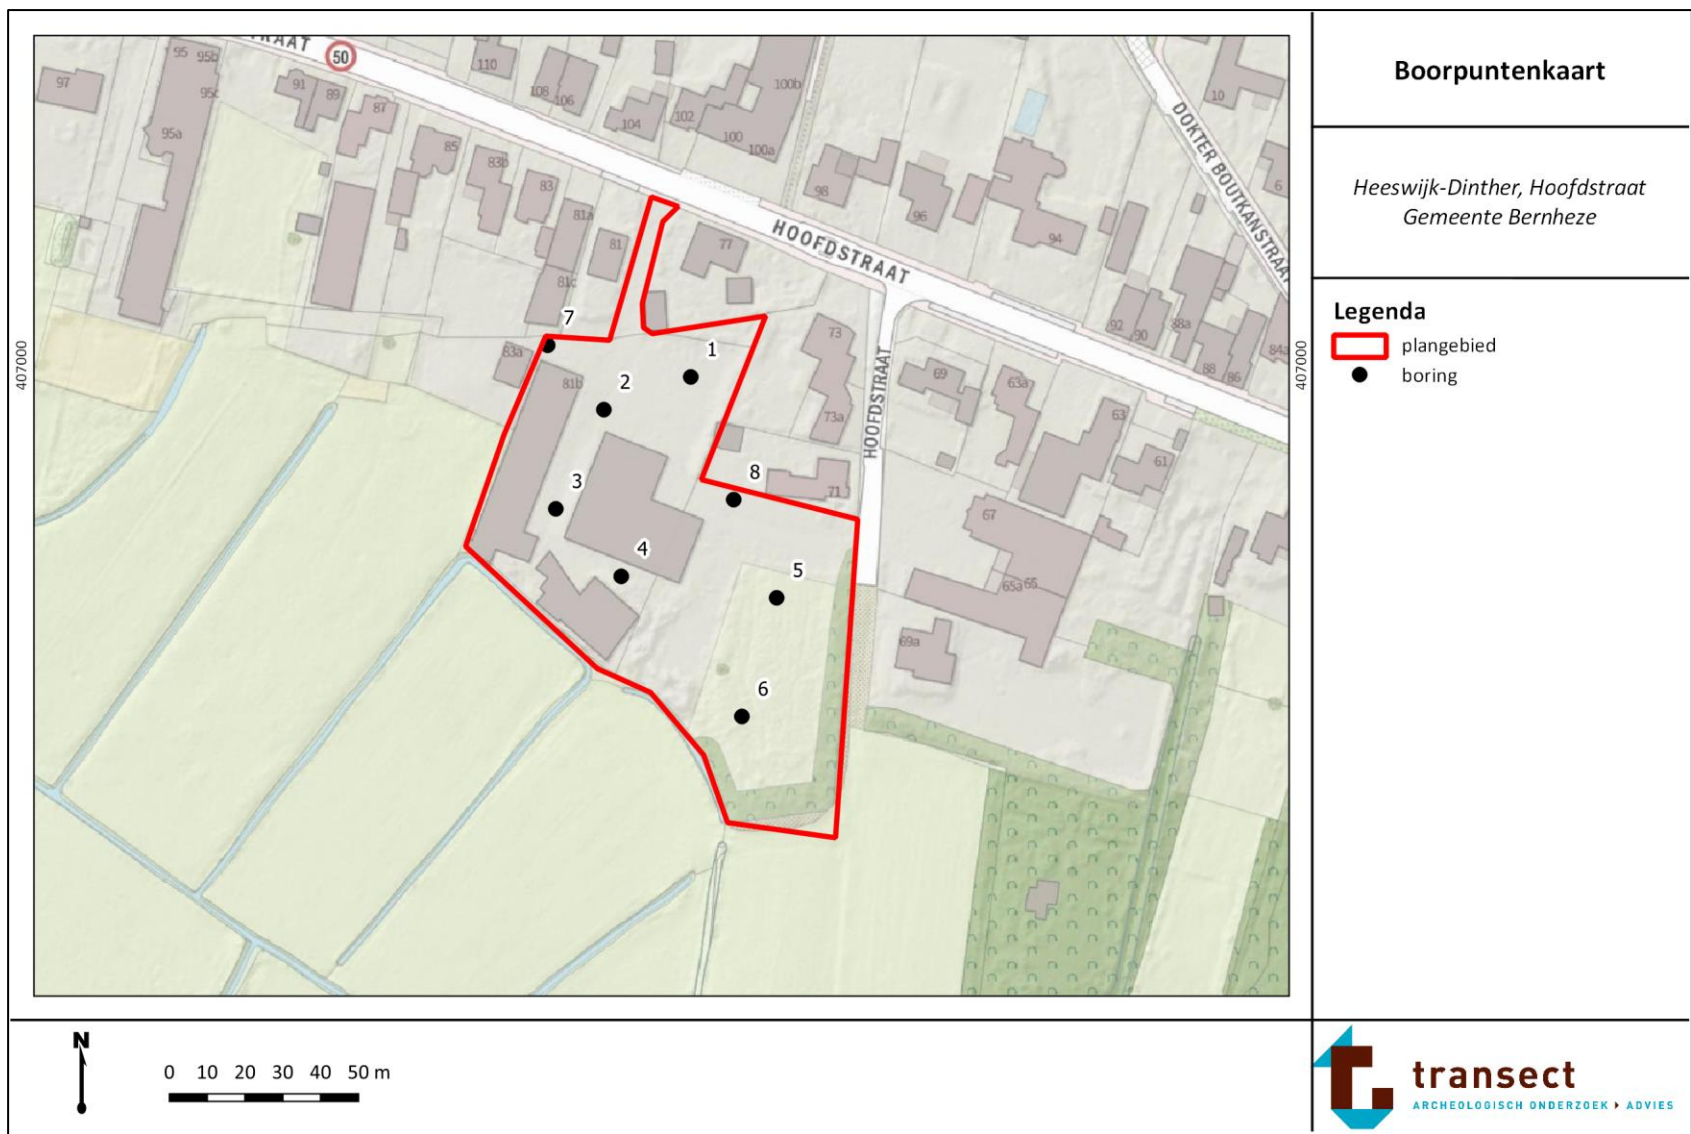 Boorpuntenkaart
Heeswijk-Dinther, Hoofdstraat
Gemeente Bernheze
Legenda
plangebied
boring
RAAT
50
97
95
95b
95c
95a
91
89
87
85
83b
83
81a
81
81c
110
108
106
104
102
100
100b
100a
98
96
94
10
6
DOKTER BOUTKANSTRAAT
HOOFDSTRAAT
77
92
90
88a
88
86
84a
407000
407000
7
83a
81b
1
2
3
4
8
5
6
73
73a
71
HOOFDSTRAAT
69
63a
63
61
67
65a
65
69a
N
0 10 20 30 40 50 m
transect
ARCHEOLOGISCH ONDERZOEK ADVIES